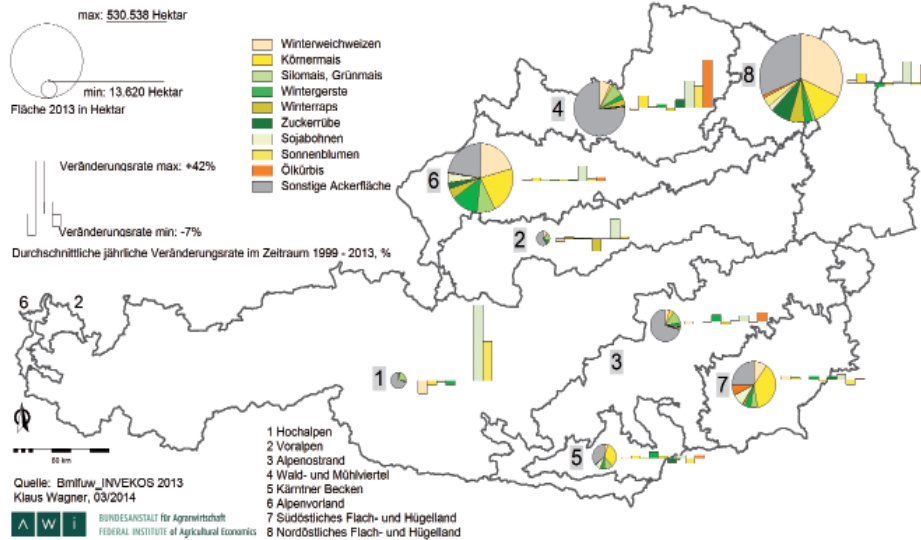 max: 530.538 Hektar
min: 13.620 Hektar
Fläche 2013 in Hektar
Veränderungsrate max: +42%
Veränderungsrate min: -7%
Durchschnittliche jährliche Veränderungsrate im Zeitraum 1999 - 2013, %
Winterweichweizen
Körnermais
Silomais, Grünmais
Wintergerste
Winterraps
Zuckerrübe
Sojabohnen
Sonnenblumen
Ölkürbis
Sonstige Ackerfläche
8
4
6
2
6 2
1
3
7
5
60 km
1 Hochalpen
2 Voralpen
3 Alpenostrand
4 Wald- und Mühlviertel
5 Kärntner Becken
6 Alpenvorland
7 Südöstliches Flach- und Hügelland
8 Nordöstliches Flach- und Hügelland
Quelle: Bmlfuw_INVEKOS 2013
Klaus Wagner, 03/2014
AWi
BUNDESANSTALT für Agrarwirtschaft
FEDERAL INSTITUTE of Agricultural Economics